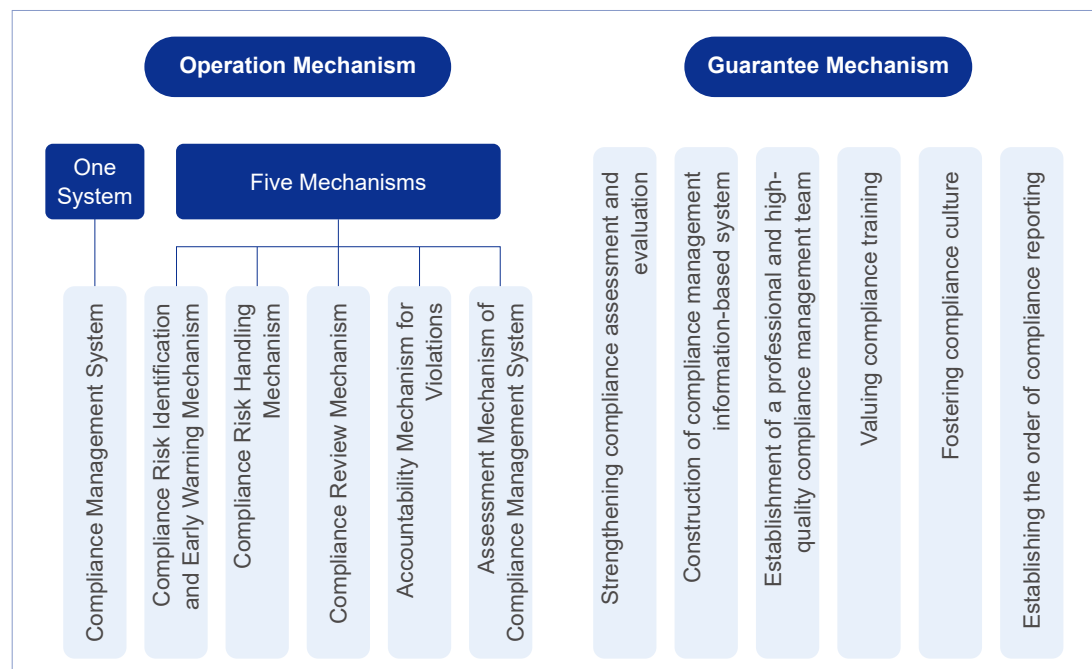 Operation Mechanism
Guarantee Mechanism
One
System
Five Mechanisms
Compliance Management System
Compliance Risk Identification
and Early Warning Mechanism
Compliance Risk Handling
Mechanism
Compliance Review Mechanism
Accountability Mechanism for
Violations
Assessment Mechanism of
Compliance Management System
Strengthening compliance assessment and
evaluation
Construction of compliance management
information-based system
Establishment of a professional and high-
quality compliance management team
Valuing compliance training
Fostering compliance culture
Establishing the order of compliance reporting